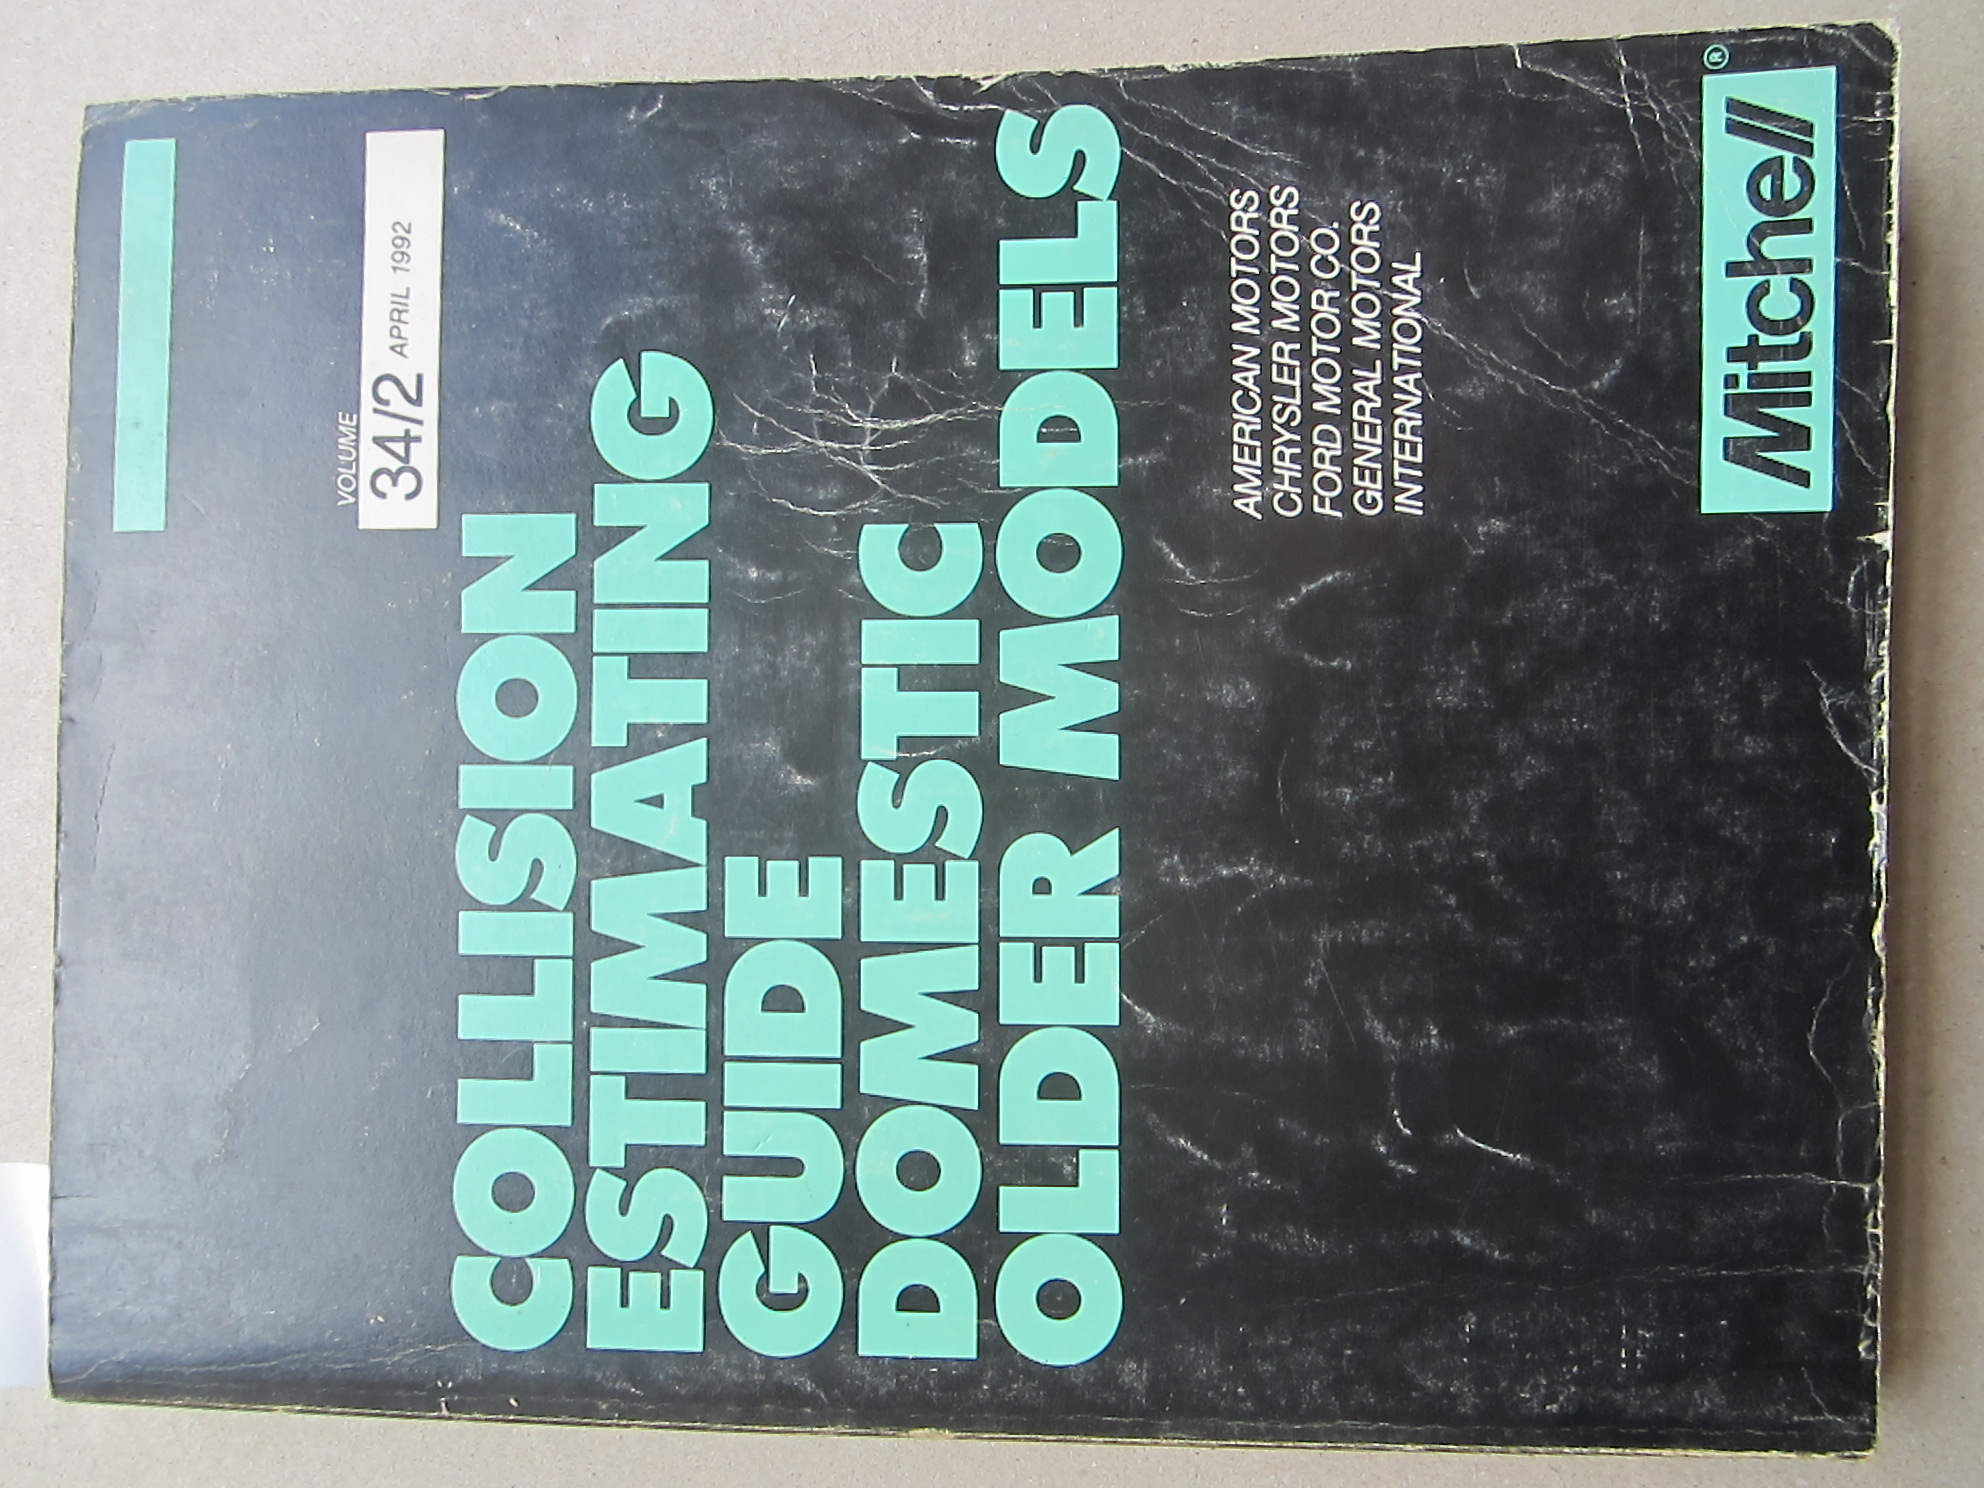 VOLUME
34/2 APRIL 1992
COLLISION
ESTIMATING
GUIDE
DOMESTIC
OLDER MODELS
AMERICAN MOTORS
CHRYSLER MOTORS
FORD MOTOR CO.
GENERAL MOTORS
INTERNATIONAL
Mitchell®